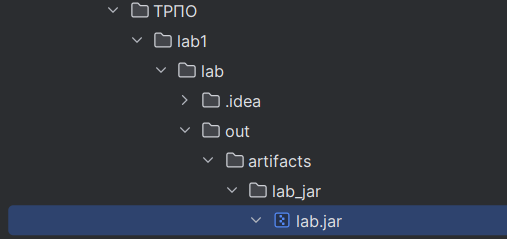 ТРПО
lab1
lab
.idea
out
artifacts
lab_jar
lab.jar